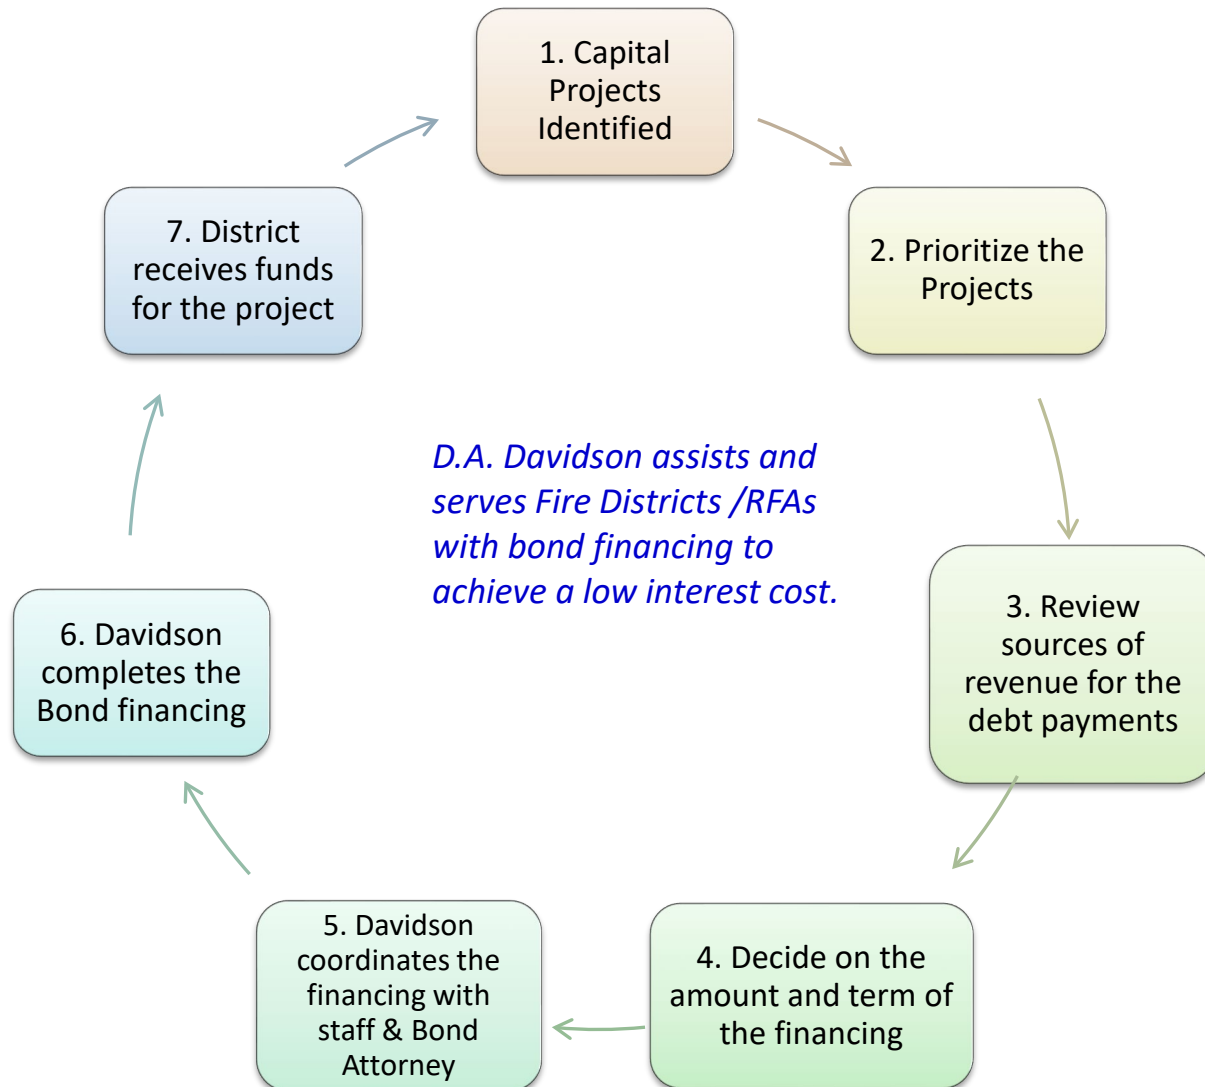 1. Capital
Projects
Identified
2. Prioritize the
Projects
3. Review
sources of
revenue for the
debt payments
4. Decide on the
amount and term of
the financing
5. Davidson
coordinates the
financing with
staff & Bond
Attorney
6. Davidson
completes the
Bond financing
7. District
receives funds
for the project
D.A. Davidson assists and
serves Fire Districts /RFAs
with bond financing to
achieve a low interest cost.